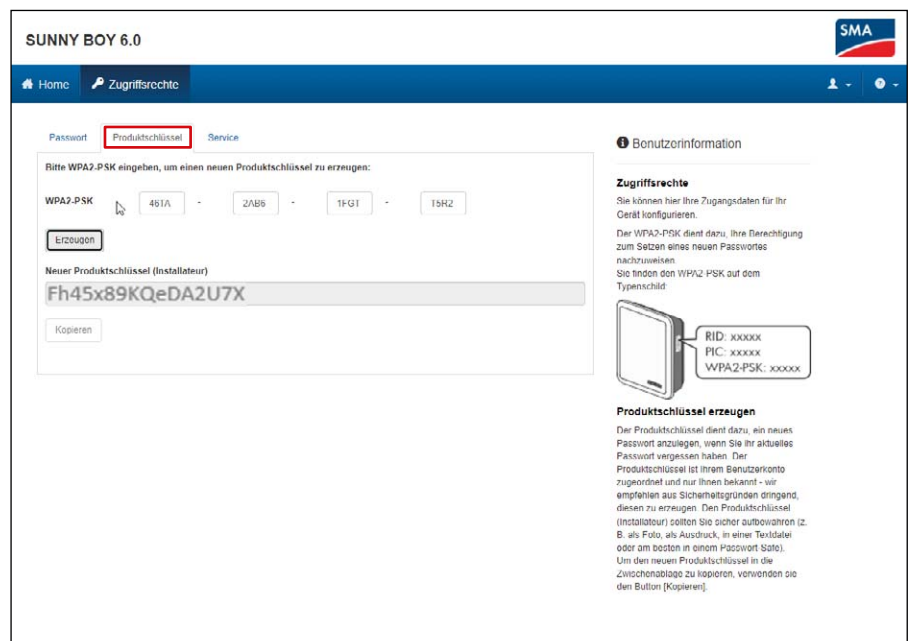 SUNNY BOY 6.0
SMA
Home Zugriffsrechte
Passwort Produktschlüssel Service
Bitte WPA2-PSK eingeben, um einen neuen Produktschlüssel zu erzeugen:
WPA2-PSK 461A - 2AB6 - 1FGT - T5R2
Erzeugen
Neuer Produktschlüssel (Installateur)
Fh45x89KQeDA2U7X
Kopieren
Benutzerinformation
Zugriffsrechte
Sie können hier Ihre Zugangsdaten für Ihr
Gerät konfigurieren.
Der WPA2-PSK dient dazu, Ihre Berechtigung
zum Setzen eines neuen Passwortes
nachzuweisen.
Sie finden den WPA2-PSK auf dem
Typenschild:
RID: xxxxx
PIC: xxxxx
WPA2-PSK: xxxxx
Produktschlüssel erzeugen
Der Produktschlüssel dient dazu, ein neues
Passwort anzulegen, wenn Sie Ihr aktuelles
Passwort vergessen haben. Der
Produktschlüssel ist Ihrem Benutzerkonto
zugeordnet und nur Ihnen bekannt - wir
empfehlen aus Sicherheitsgründen dringend,
diesen zu erzeugen. Den Produktschlüssel
(Installateur) sollten Sie sicher aufbewahren (z.
B. als Foto, als Ausdruck, in einer Textdatei
oder am besten in einem Passwort-Safe).
Um den neuen Produktschlüssel in die
Zwischenablage zu kopieren, verwenden sie
den Button [Kopieren].